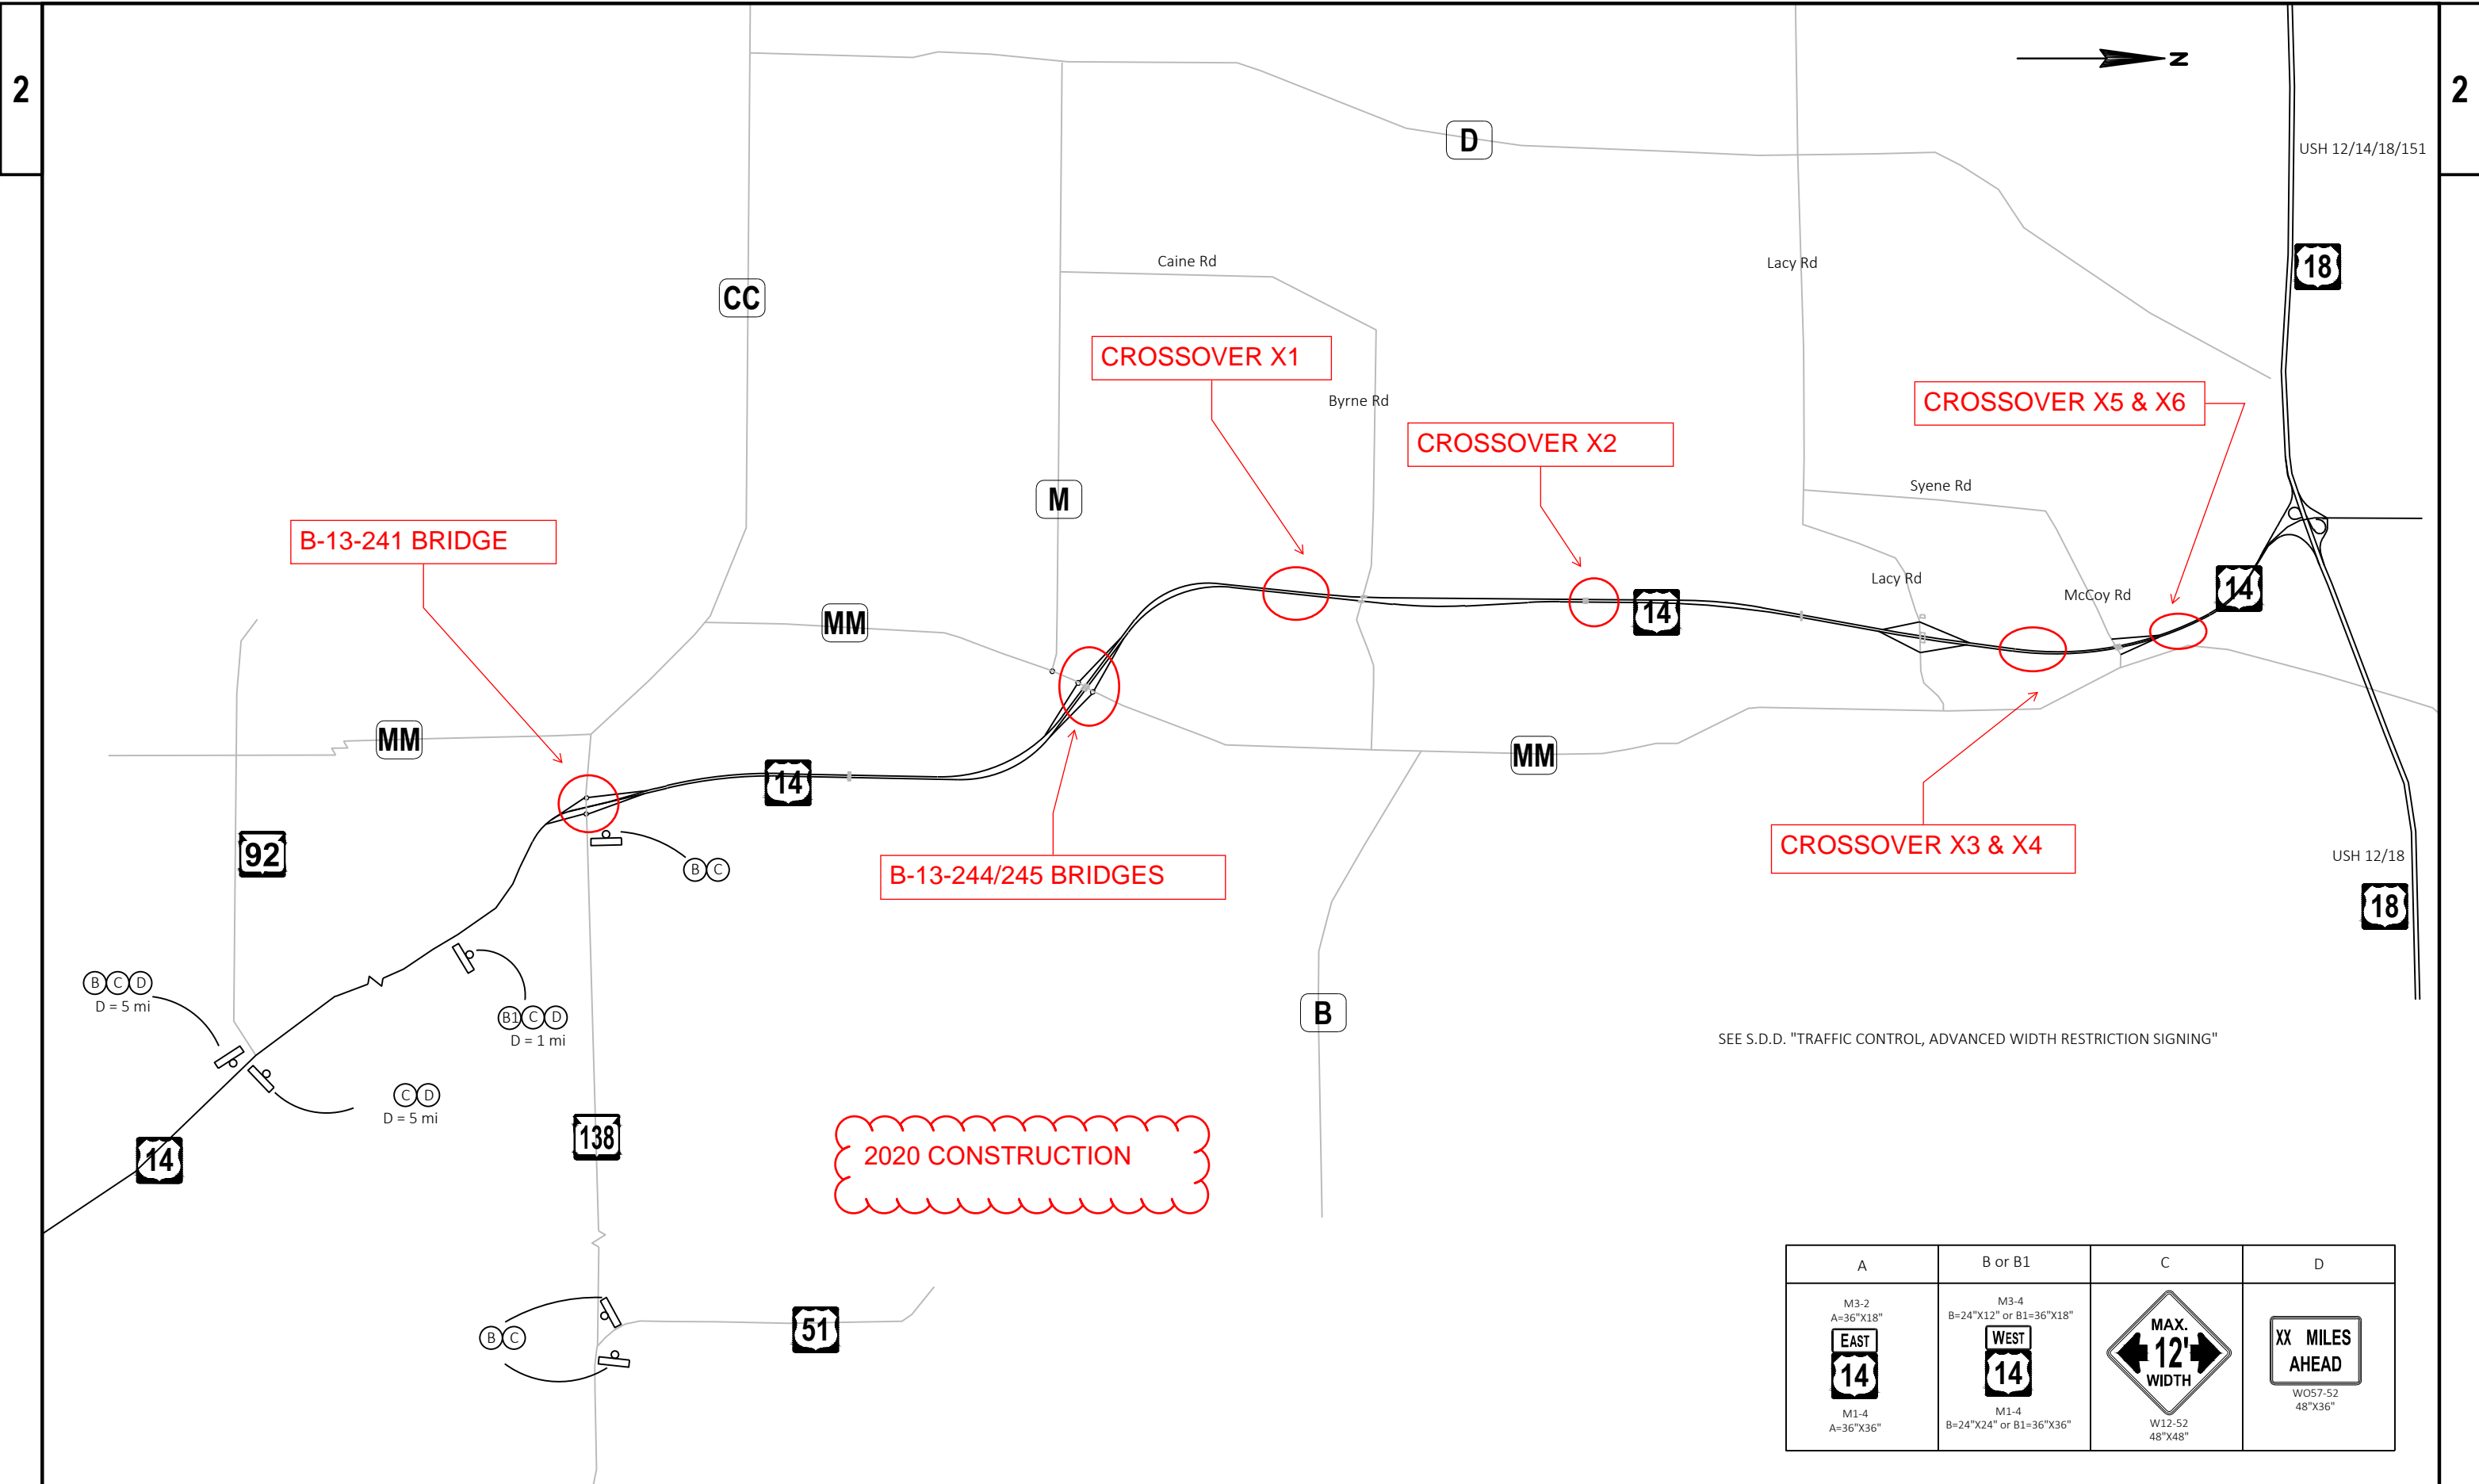 2
2
N
USH 12/14/18/151
D
18
Caine Rd
Lacy Rd
CC
CROSSOVER X1
Byrne Rd
CROSSOVER X5 & X6
CROSSOVER X2
M
Syene Rd
B-13-241 BRIDGE
Lacy Rd
McCoy Rd
14
14
MM
MM
MM
14
92
B C
B-13-244/245 BRIDGES
CROSSOVER X3 & X4
USH 12/18
18
B C D
D = 5 mi
B1 C D
D = 1 mi
B
SEE S.D.D. "TRAFFIC CONTROL, ADVANCED WIDTH RESTRICTION SIGNING"
C D
D = 5 mi
14
138
2020 CONSTRUCTION
B C
51
A
M3-2
A=36"X18"
EAST
14
M1-4
A=36"X36"
B or B1
M3-4
B=24"X12" or B1=36"X18"
WEST
14
M1-4
B=24"X24" or B1=36"X36"
C
MAX.
12'
WIDTH
W12-52
48"X48"
D
XX MILES
AHEAD
WO57-52
48"X36"